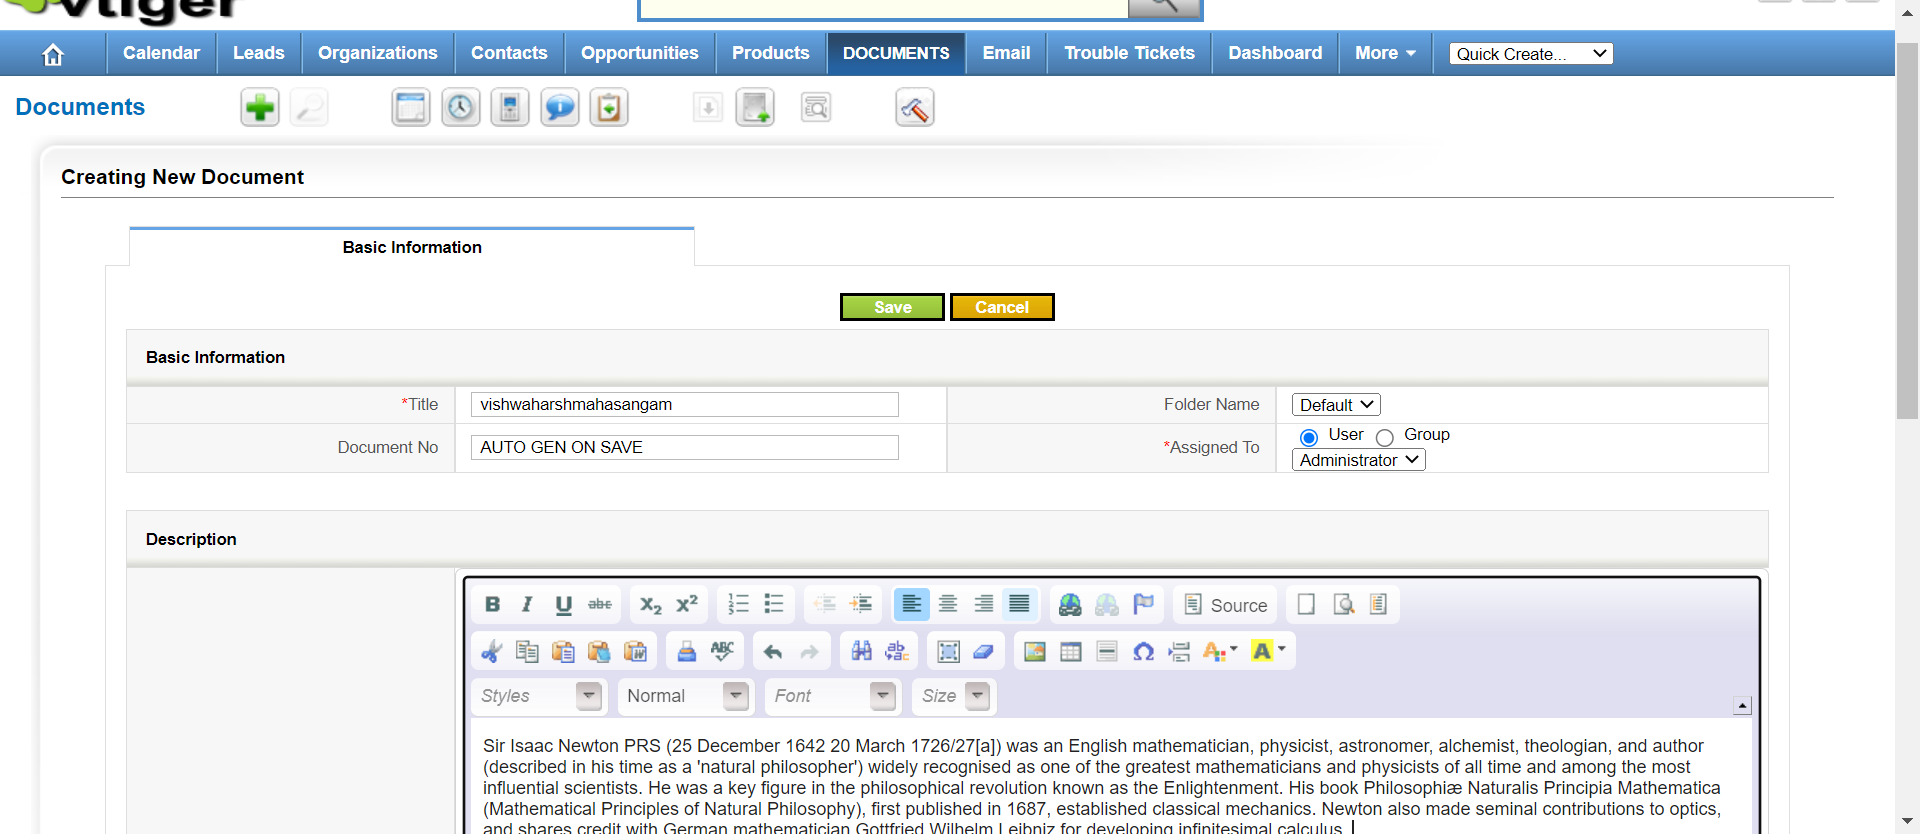 vtiger
Calendar Leads Organizations Contacts Opportunities Products DOCUMENTS Email Trouble Tickets Dashboard More Quick Create...
Documents
Creating New Document
Basic Information
Save Cancel
Basic Information
*Title vishwaharshmahasangam Folder Name Default
Document No AUTO GEN ON SAVE *Assigned To User Group
Administrator
Description
B I U abc X2 X2 Source
ABC
Styles Normal Font Size
Sir Isaac Newton PRS (25 December 1642 20 March 1726/27[a]) was an English mathematician, physicist, astronomer, alchemist, theologian, and author
(described in his time as a 'natural philosopher') widely recognised as one of the greatest mathematicians and physicists of all time and among the most
influential scientists. He was a key figure in the philosophical revolution known as the Enlightenment. His book Philosophiæ Naturalis Principia Mathematica
(Mathematical Principles of Natural Philosophy), first published in 1687, established classical mechanics. Newton also made seminal contributions to optics,
and shares credit with German mathematician Gottfried Wilhelm Leibniz for developing infinitesimal calculus.